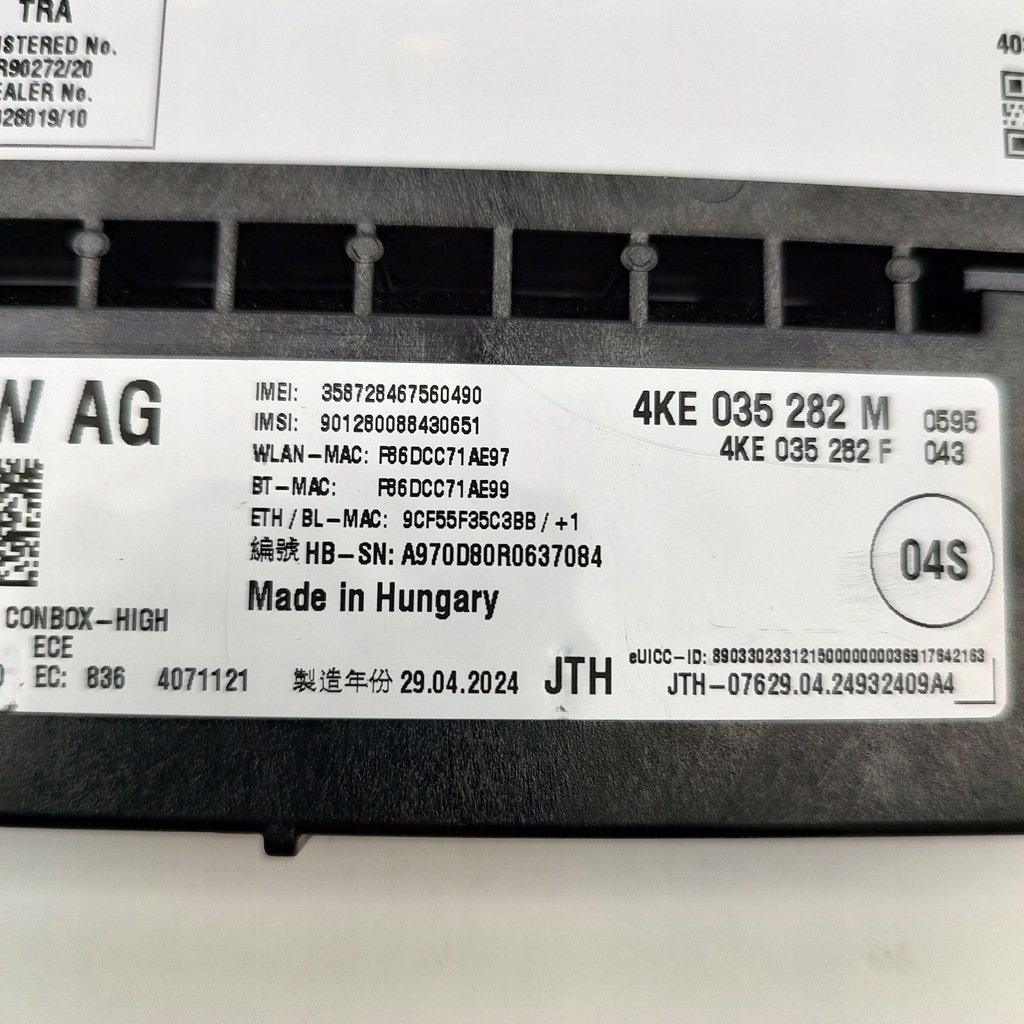 TRA
ISTERED No.
R90272/20
EALER No.
28019/10
W AG
IMEI: 358728467560490
IMSI: 901280088430651
WLAN-MAC: F86DCC71AE97
BT-MAC: F86DCC71AE99
ETH / BL-MAC: 9CF55F35C3BB / +1
編號 HB-SN: A970D80R0637084
Made in Hungary
4KE 035 282 M 0595
4KE 035 282 F 043
04S
CONBOX-HIGH
ECE
EC: 836 4071121
製造年份 29.04.2024 JTH
eUICC-ID: 89033023312150000000036917642163
JTH-07629.04.24932409A4